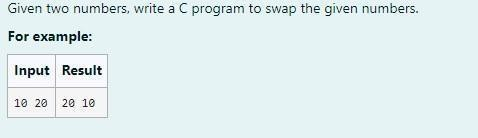 Given two numbers, write a C program to swap the given numbers.
For example:
Input Result
10 20 20 10